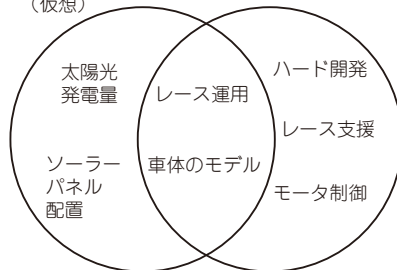 （仮想）
太陽光
発電量
レース運用
ハード開発
レース支援
ソーラー
パネル
配置
車体のモデル
モータ制御